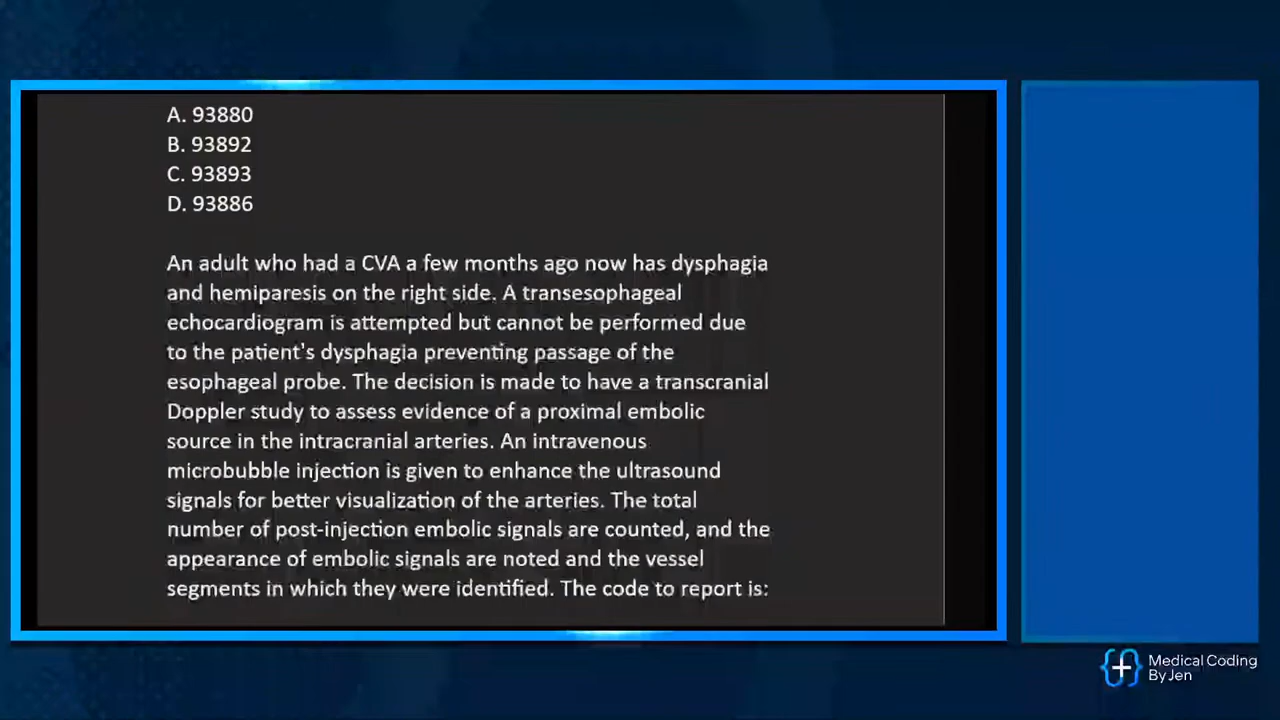 A. 93880
B. 93892
C. 93893
D. 93886
An adult who had a CVA a few months ago now has dysphagia
and hemiparesis on the right side. A transesophageal
echocardiogram is attempted but cannot be performed due
to the patient's dysphagia preventing passage of the
esophageal probe. The decision is made to have a transcranial
Doppler study to assess evidence of a proximal embolic
source in the intracranial arteries. An intravenous
microbubble injection is given to enhance the ultrasound
signals for better visualization of the arteries. The total
number of post-injection embolic signals are counted, and the
appearance of embolic signals are noted and the vessel
segments in which they were identified. The code to report is:
Medical Coding
By Jen